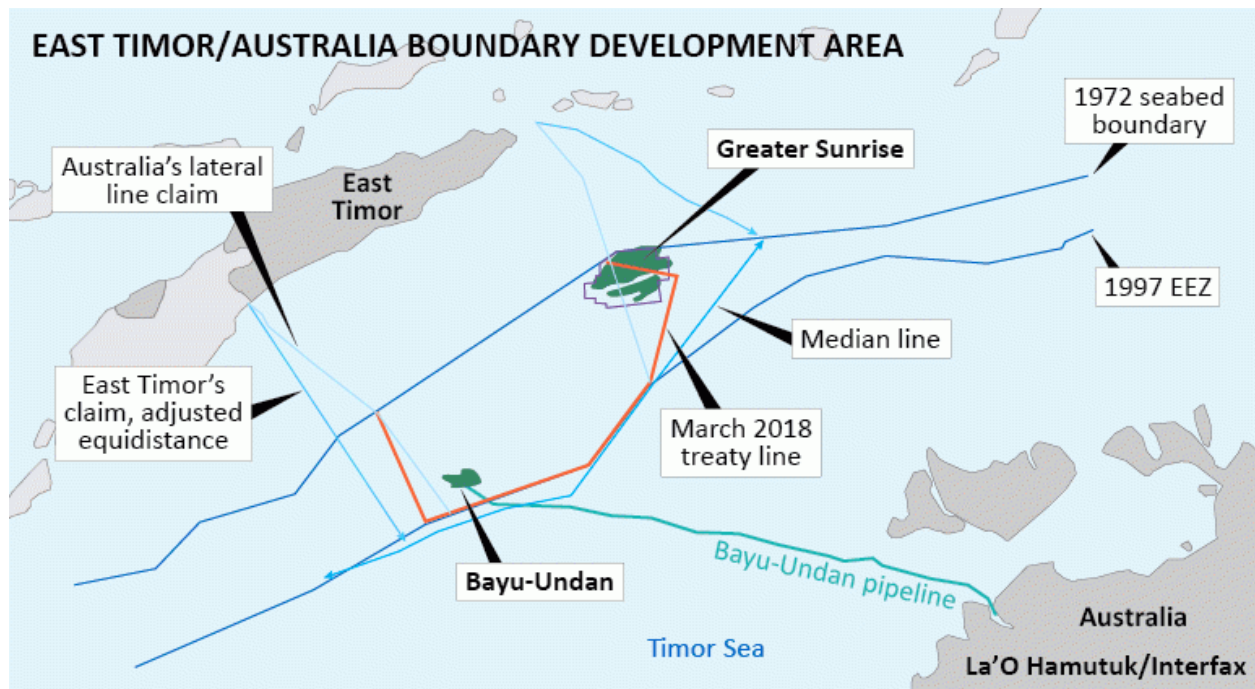 EAST TIMOR/AUSTRALIA BOUNDARY DEVELOPMENT AREA
1972 seabed
boundary
Greater Sunrise
Australia’s lateral
line claim
East
Timor
1997 EEZ
Median line
East Timor’s
claim, adjusted
equidistance
March 2018
treaty line
Bayu-Undan
Bayu-Undan pipeline
Australia
Timor Sea
La’O Hamutuk/Interfax